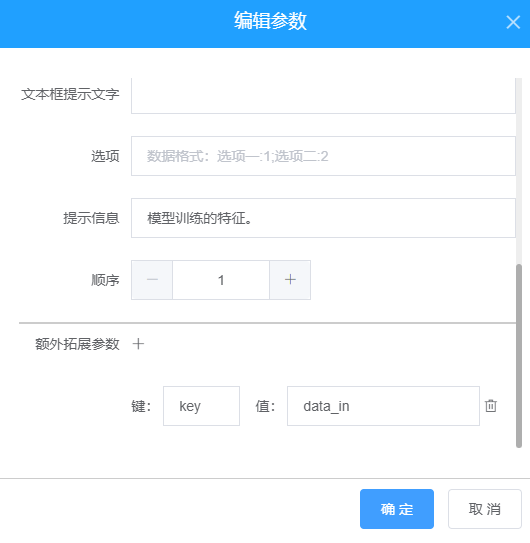 编辑参数
文本框提示文字
选项 数据格式：选项一:1;选项二:2
提示信息 模型训练的特征。
顺序 1
额外拓展参数
键： key 值： data_in
确 定 取 消